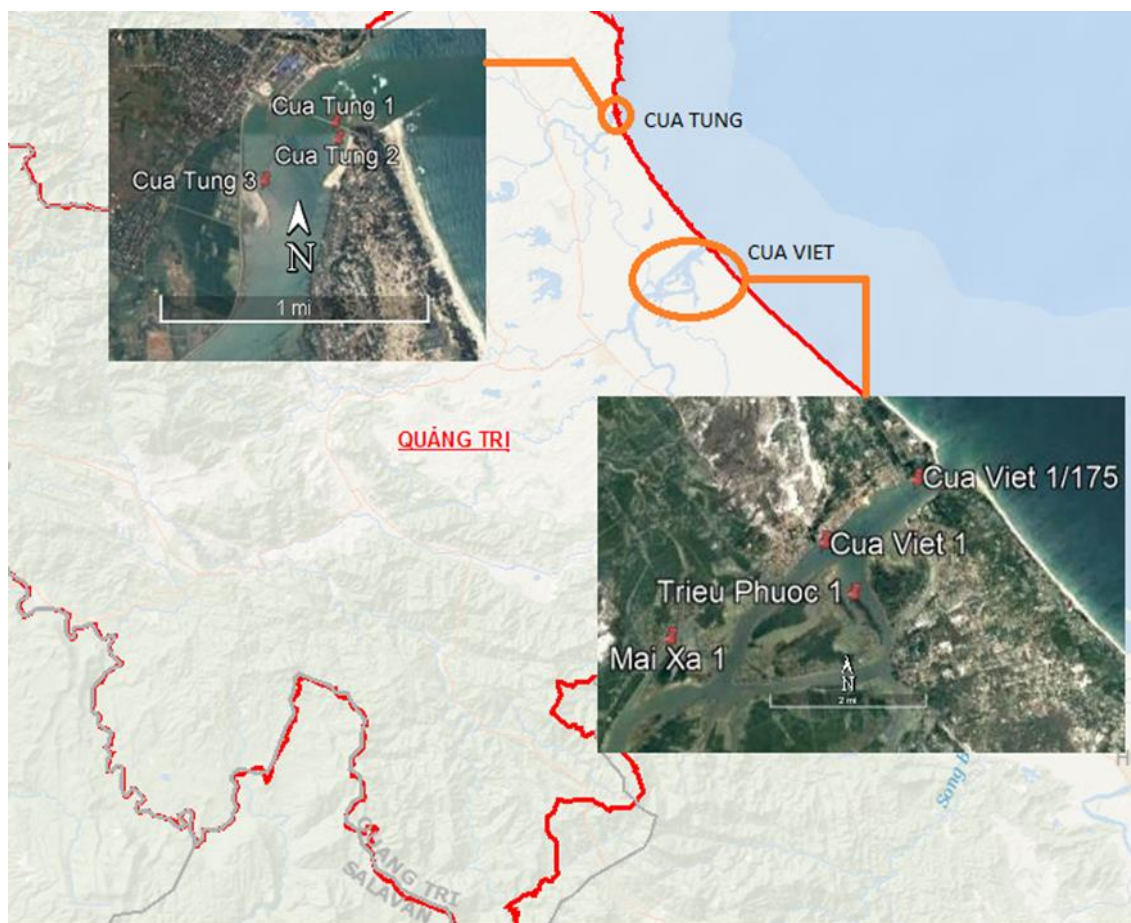 Cua Tung 1
Cua Tung 2
Cua Tung 3
N
1 mi
CUA TUNG
CUA VIET
QUẢNG TRỊ
Cua Viet 1/175
Cua Viet 1
Trieu Phuoc 1
Mai Xa 1
N
2 mi
H
Song
QUANG TRI
SALAVAN